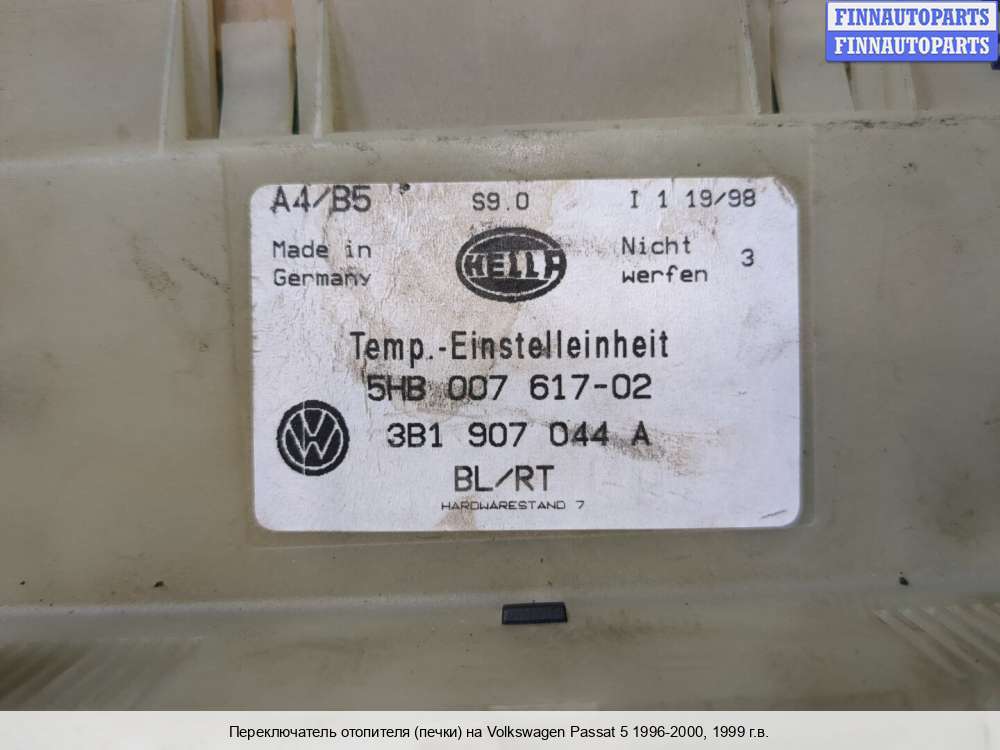 FINNAUTOPARTS
FINNAUTOPARTS
A4/B5 S9.0 I 1 19/98
Made in Germany
HELLA
Nicht werfen 3
Temp.-Einstelleinheit
5HB 007 617-02
3B1 907 044 A
BL/RT
HARDWARESTAND 7
Переключатель отопителя (печки) на Volkswagen Passat 5 1996-2000, 1999 г.в.